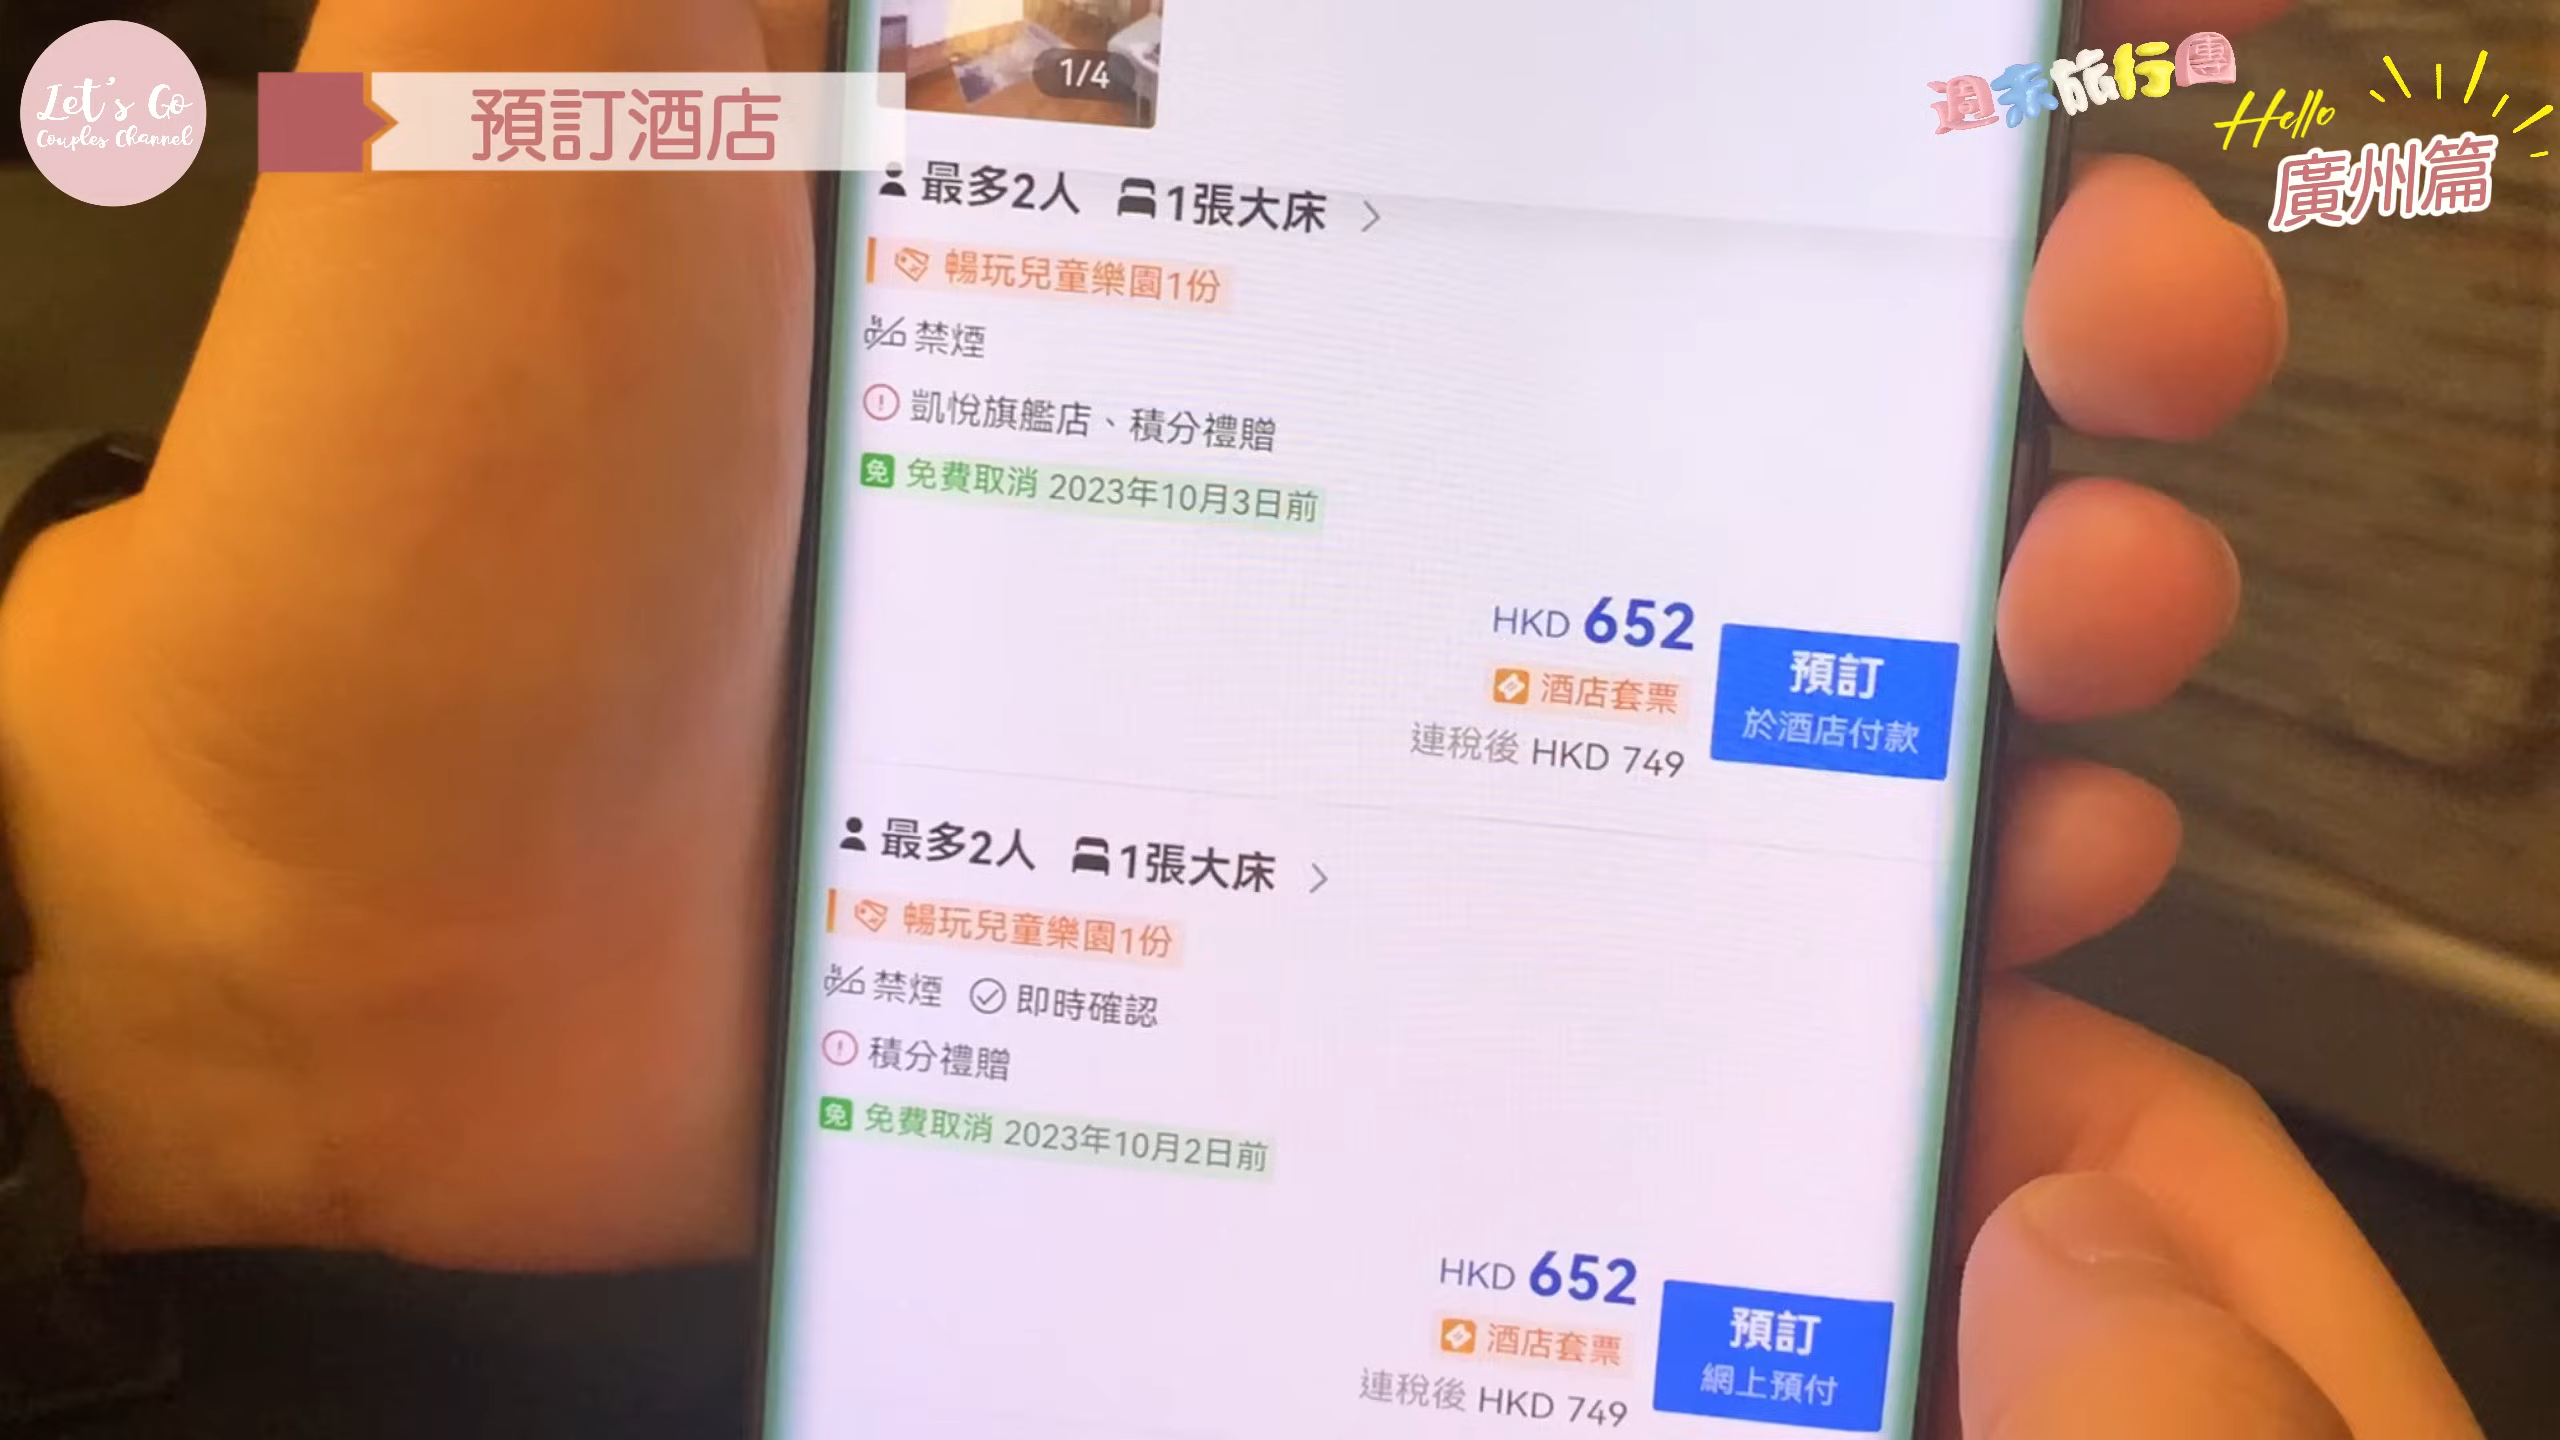 Let's Go
Couples Channel
預訂酒店
週末旅行團
Hello
廣州篇
1/4
最多2人 1張大床
暢玩兒童樂園1份
禁煙
凱悅旗艦店、積分禮贈
免 免費取消 2023年10月3日前
HKD 652
酒店套票
連稅後 HKD 749
預訂
於酒店付款
最多2人 1張大床
暢玩兒童樂園1份
禁煙 即時確認
積分禮贈
免 免費取消 2023年10月2日前
HKD 652
酒店套票
連稅後 HKD 749
預訂
網上預付